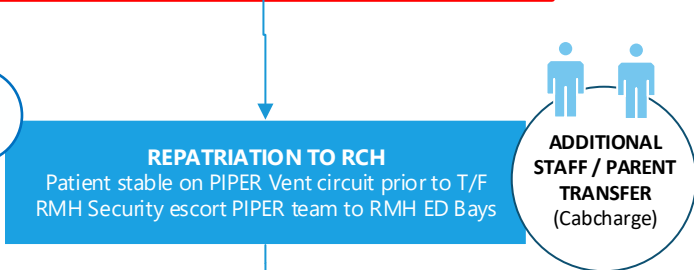 REPATRIATION TO RCH
Patient stable on PIPER Vent circuit prior to T/F
RMH Security escort PIPER team to RMH ED Bays
ADDITIONAL
STAFF / PARENT
TRANSFER
(Cabcharge)